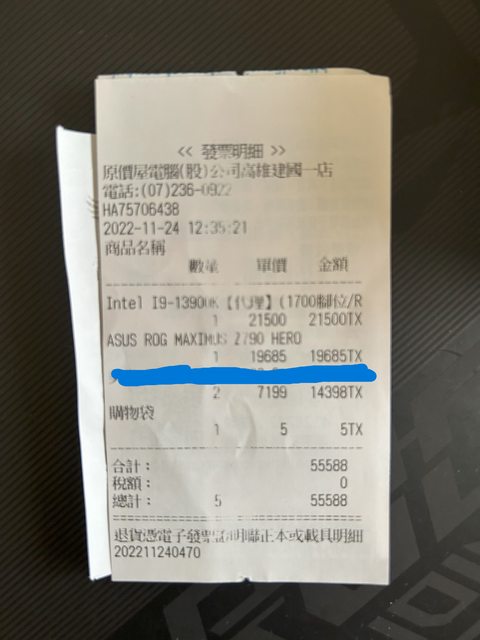 << 發票明細 >>
原價屋電腦(股)公司高雄建國一店
電話:(07)236-0922
HA75706438
2022-11-24 12:35:21
商品名稱
數量 單價 金額
Intel I9-13900K【代理】(1700腳位/R
1 21500 21500TX
ASUS ROG MAXIMUS Z790 HERO
1 19685 19685TX
2 7199 14398TX
購物袋
1 5 5TX
合計: 55588
稅額: 0
總計: 5 55588
退貨憑電子發票證明聯正本或載具明細
202211240470